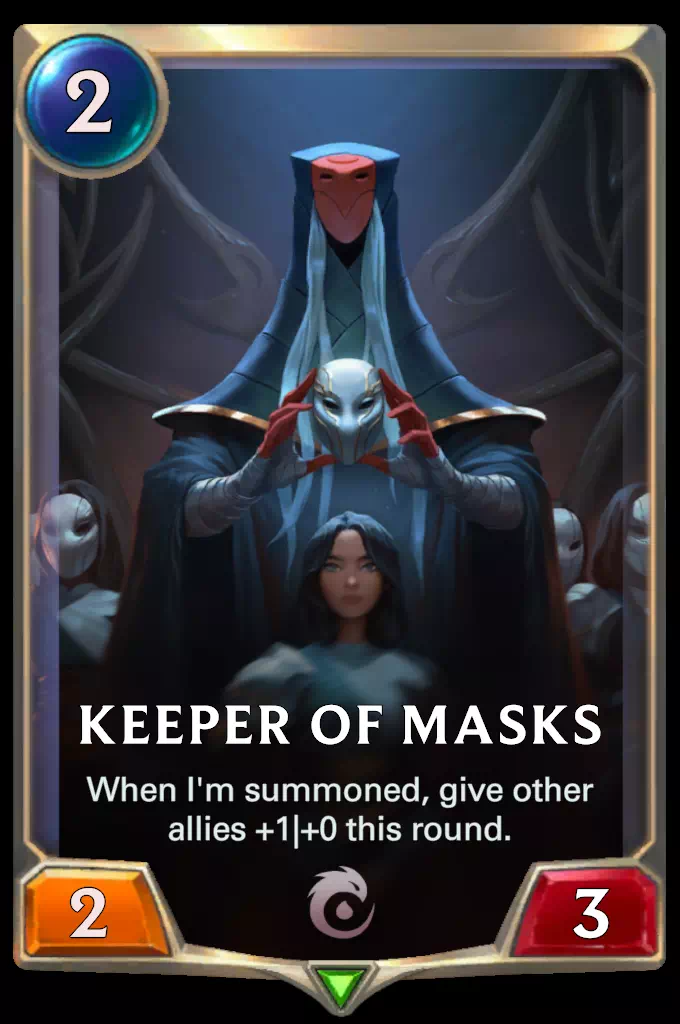 2
KEEPER OF MASKS
When I'm summoned, give other
allies +1|+0 this round.
2
3